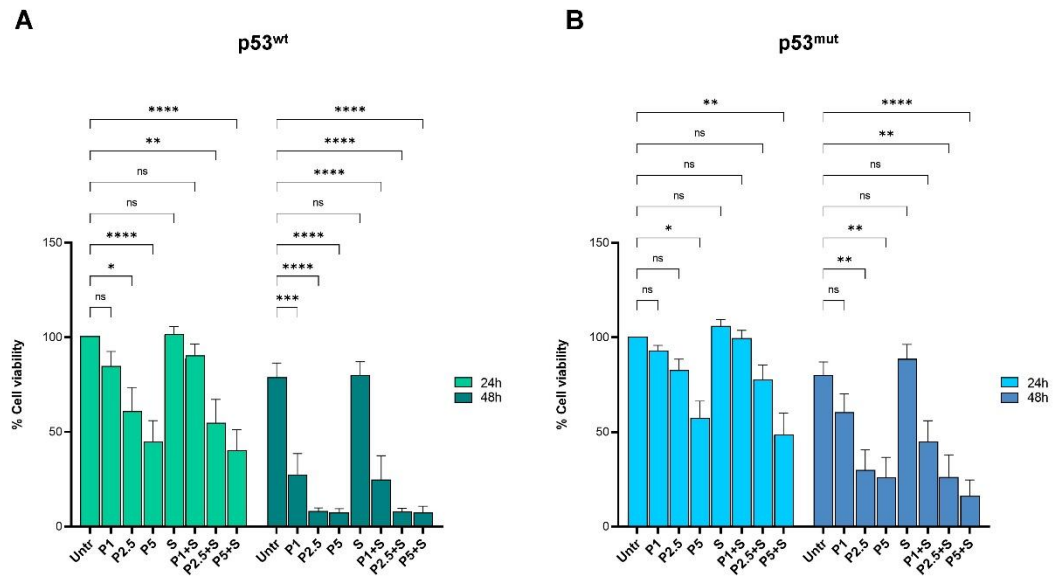 A
p53wt
****
**
ns
ns
****
*
ns
****
****
****
ns
****
****
***
150
100
50
0
% Cell viability
Untr
P1
P2.5
P5
S
P1+S
P2.5+S
P5+S
Untr
P1
P2.5
P5
S
P1+S
P2.5+S
P5+S
24h
48h
B
p53mut
**
ns
ns
ns
*
ns
ns
****
**
ns
ns
**
**
ns
150
100
50
0
% Cell viability
Untr
P1
P2.5
P5
S
P1+S
P2.5+S
P5+S
Untr
P1
P2.5
P5
S
P1+S
P2.5+S
P5+S
24h
48h